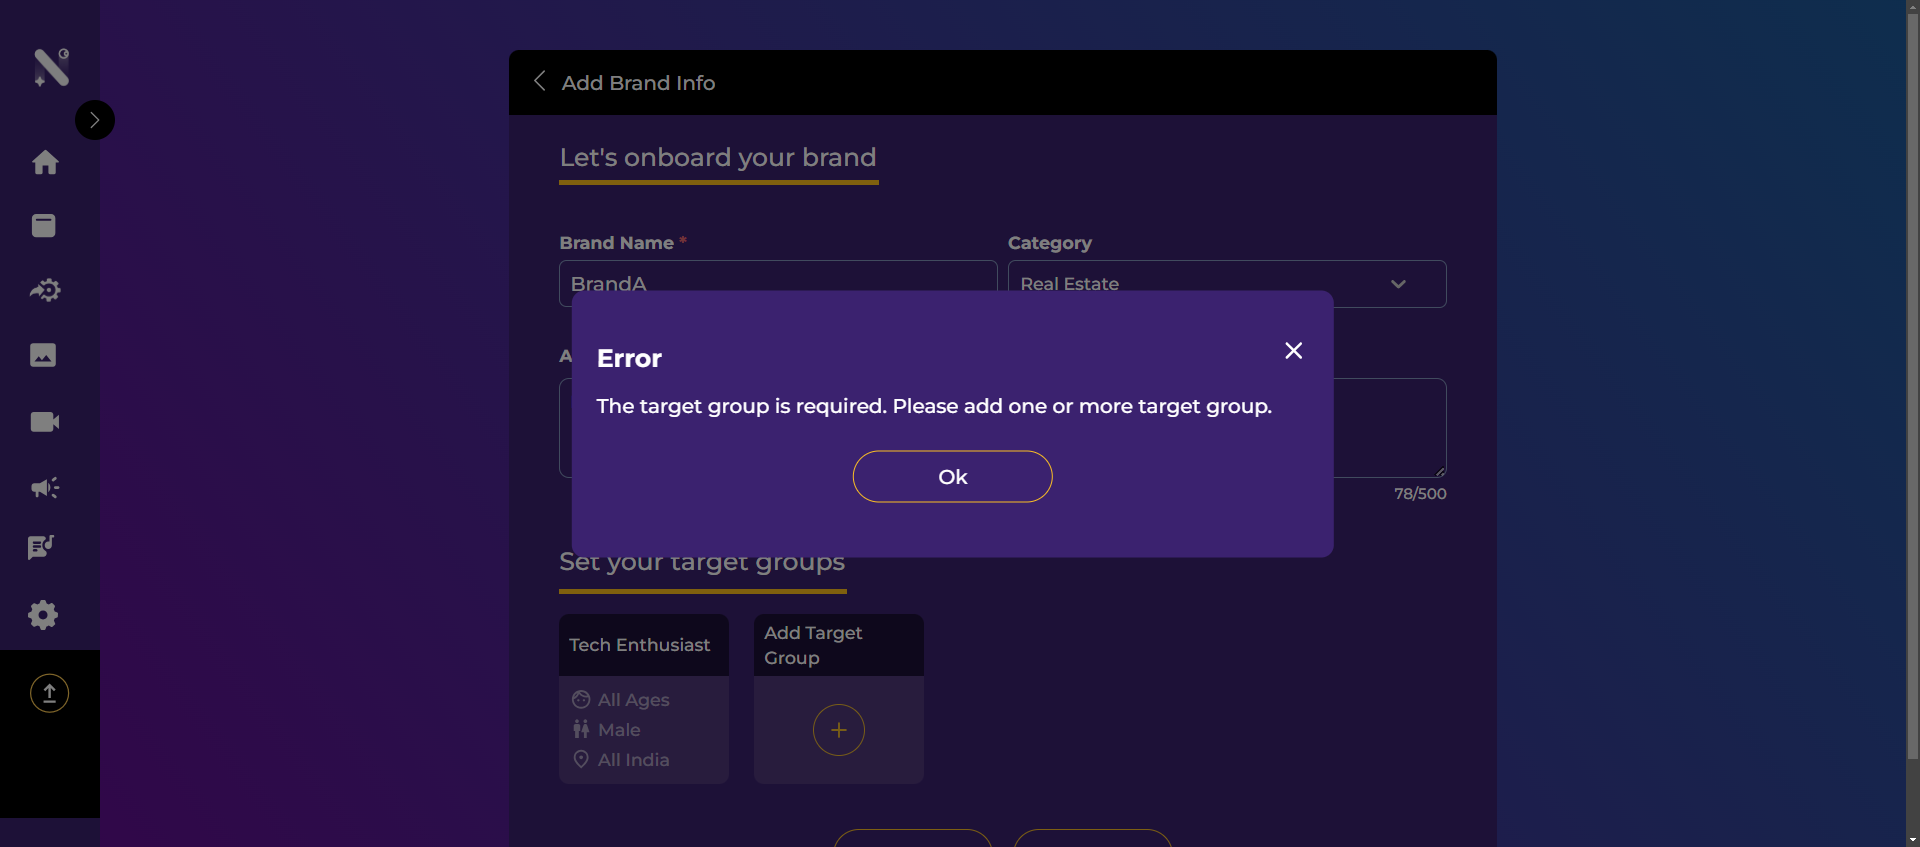 Add Brand Info
Let's onboard your brand
Brand Name *
Category
BrandA
Real Estate
A
Error
The target group is required. Please add one or more target group.
Ok
78/500
Set your target groups
Tech Enthusiast
Add Target
Group
All Ages
Male
All India